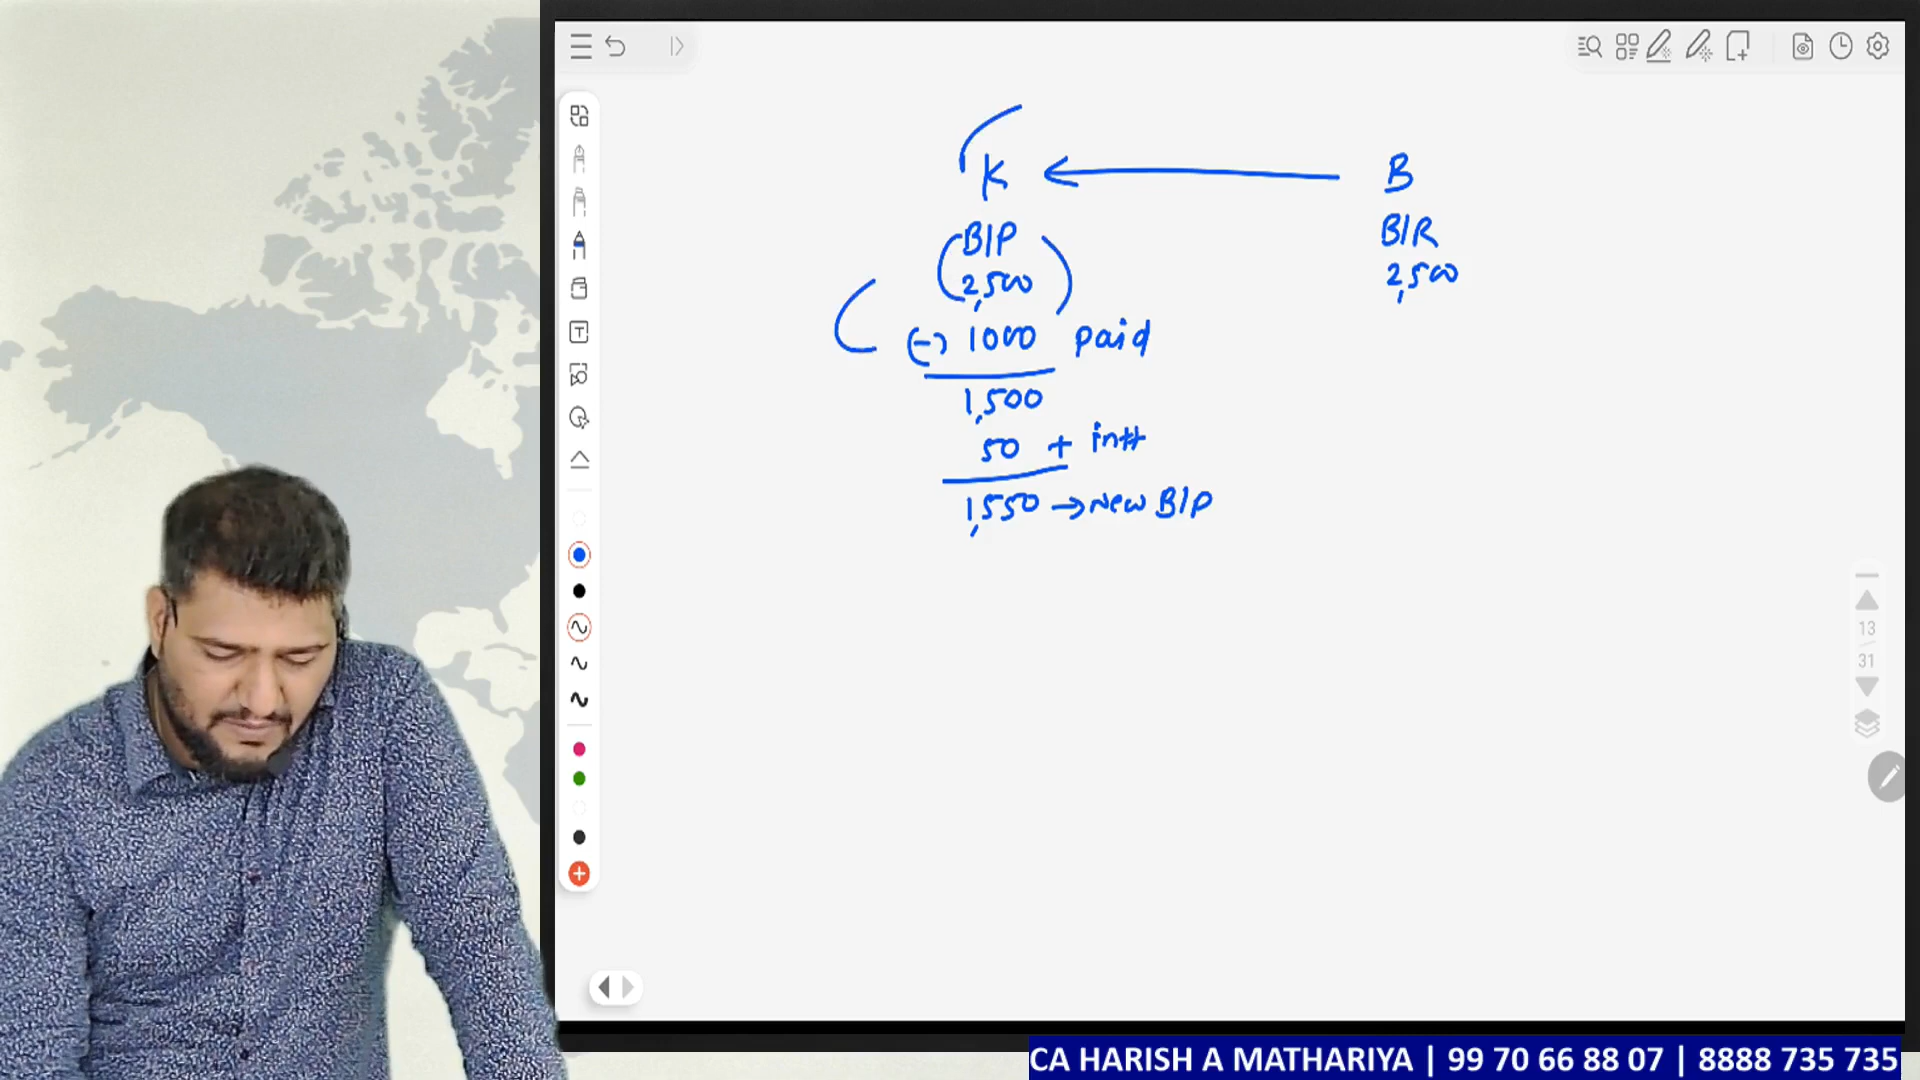 K B
B/P B/R
2,500 2,500
(-) 1000 paid
1,500
50 + intt
1,550 → New B/P
13
31
CA HARISH A MATHARIYA | 99 70 66 88 07 | 8888 735 735